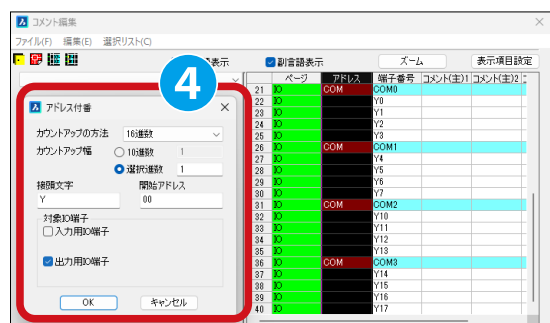 コメント編集
ファイル(F) 編集(E) 選択リスト(C)
表示 副言語表示 ズーム 表示項目設定
4
ページ アドレス 端子番号 コメント(主)1 コメント(主)2
21 IO COM COM0
22 IO Y0
23 IO Y1
24 IO Y2
25 IO Y3
26 IO COM COM1
27 IO Y4
28 IO Y5
29 IO Y6
30 IO Y7
31 IO COM COM2
32 IO Y10
33 IO Y11
34 IO Y12
35 IO Y13
36 IO COM COM3
37 IO Y14
38 IO Y15
39 IO Y16
40 IO Y17
アドレス付番
カウントアップの方法 16進数
カウントアップ幅 10進数 1
選択進数 1
接頭文字 開始アドレス
Y 00
対象IO端子
入力用IO端子
出力用IO端子
OK キャンセル